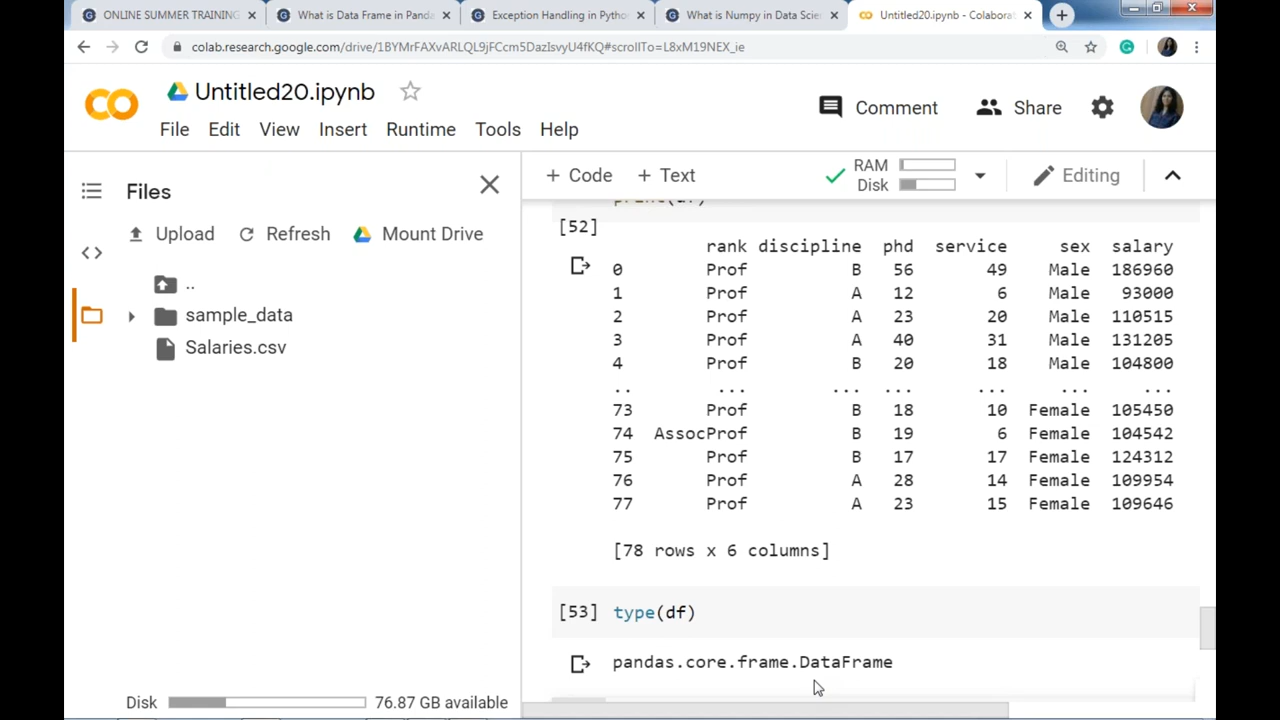 ONLINE SUMMER TRAINING
What is Data Frame in Panda
Exception Handling in Python
What is Numpy in Data Scie
Untitled20.ipynb - Colaborat
colab.research.google.com/drive/1BYMrFAXvARLQL9jFCcm5DazIsvyU4fKQ#scrollTo=L8xM19NEX_ie
Untitled20.ipynb
Comment
Share
File Edit View Insert Runtime Tools Help
Files
+ Code + Text
RAM
Disk
Editing
Upload Refresh Mount Drive
..
sample_data
Salaries.csv
Disk 76.87 GB available
print(df)
[52]
rank discipline phd service sex salary
0 Prof B 56 49 Male 186960
1 Prof A 12 6 Male 93000
2 Prof A 23 20 Male 110515
3 Prof A 40 31 Male 131205
4 Prof B 20 18 Male 104800
.. ... ... ... ... ... ...
73 Prof B 18 10 Female 105450
74 AssocProf B 19 6 Female 104542
75 Prof B 17 17 Female 124312
76 Prof A 28 14 Female 109954
77 Prof A 23 15 Female 109646
[78 rows x 6 columns]
[53] type(df)
pandas.core.frame.DataFrame